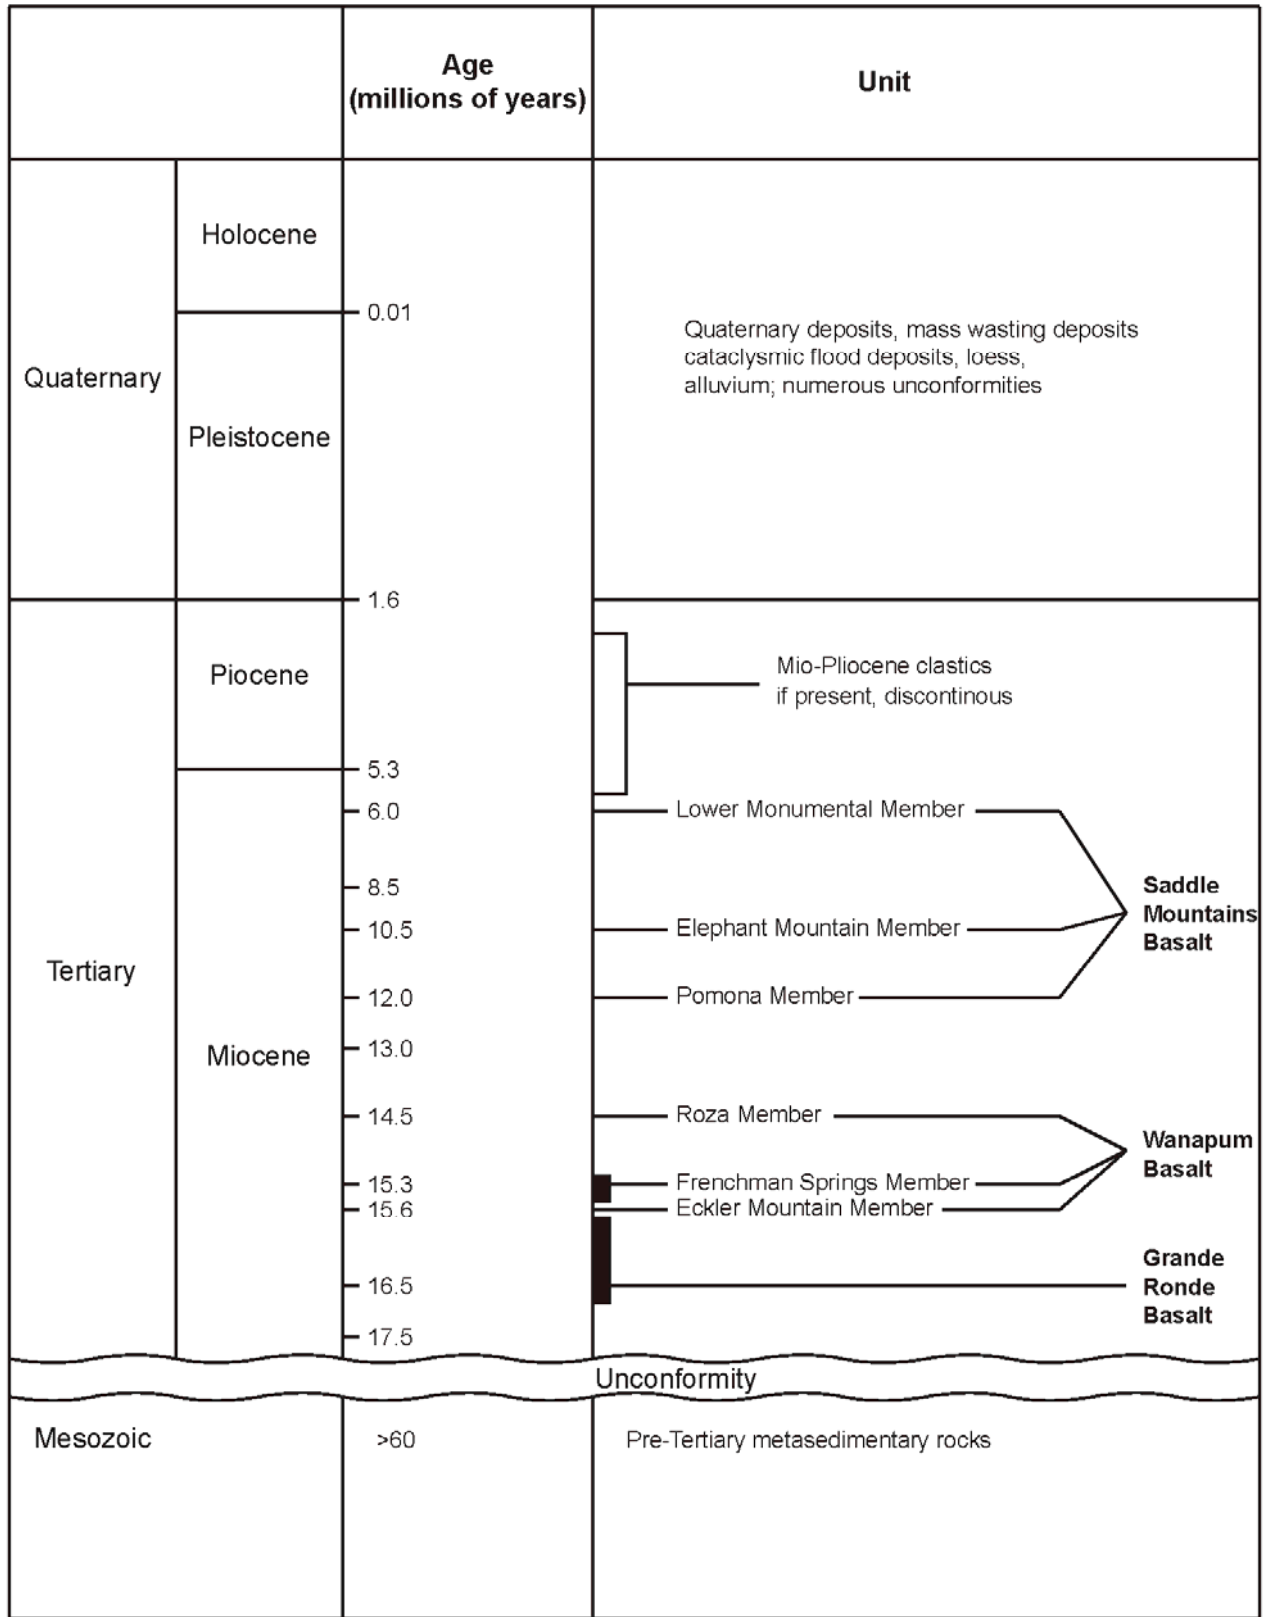 Age
(millions of years)
Unit
Quaternary
Holocene
0.01
Pleistocene
Quaternary deposits, mass wasting deposits
cataclysmic flood deposits, loess,
alluvium; numerous unconformities
1.6
Tertiary
Piocene
Mio-Pliocene clastics
if present, discontinous
5.3
Miocene
6.0
Lower Monumental Member
8.5
10.5
Elephant Mountain Member
12.0
Pomona Member
Saddle
Mountains
Basalt
13.0
14.5
Roza Member
15.3
Frenchman Springs Member
15.6
Eckler Mountain Member
Wanapum
Basalt
16.5
Grande
Ronde
Basalt
17.5
Unconformity
Mesozoic
>60
Pre-Tertiary metasedimentary rocks